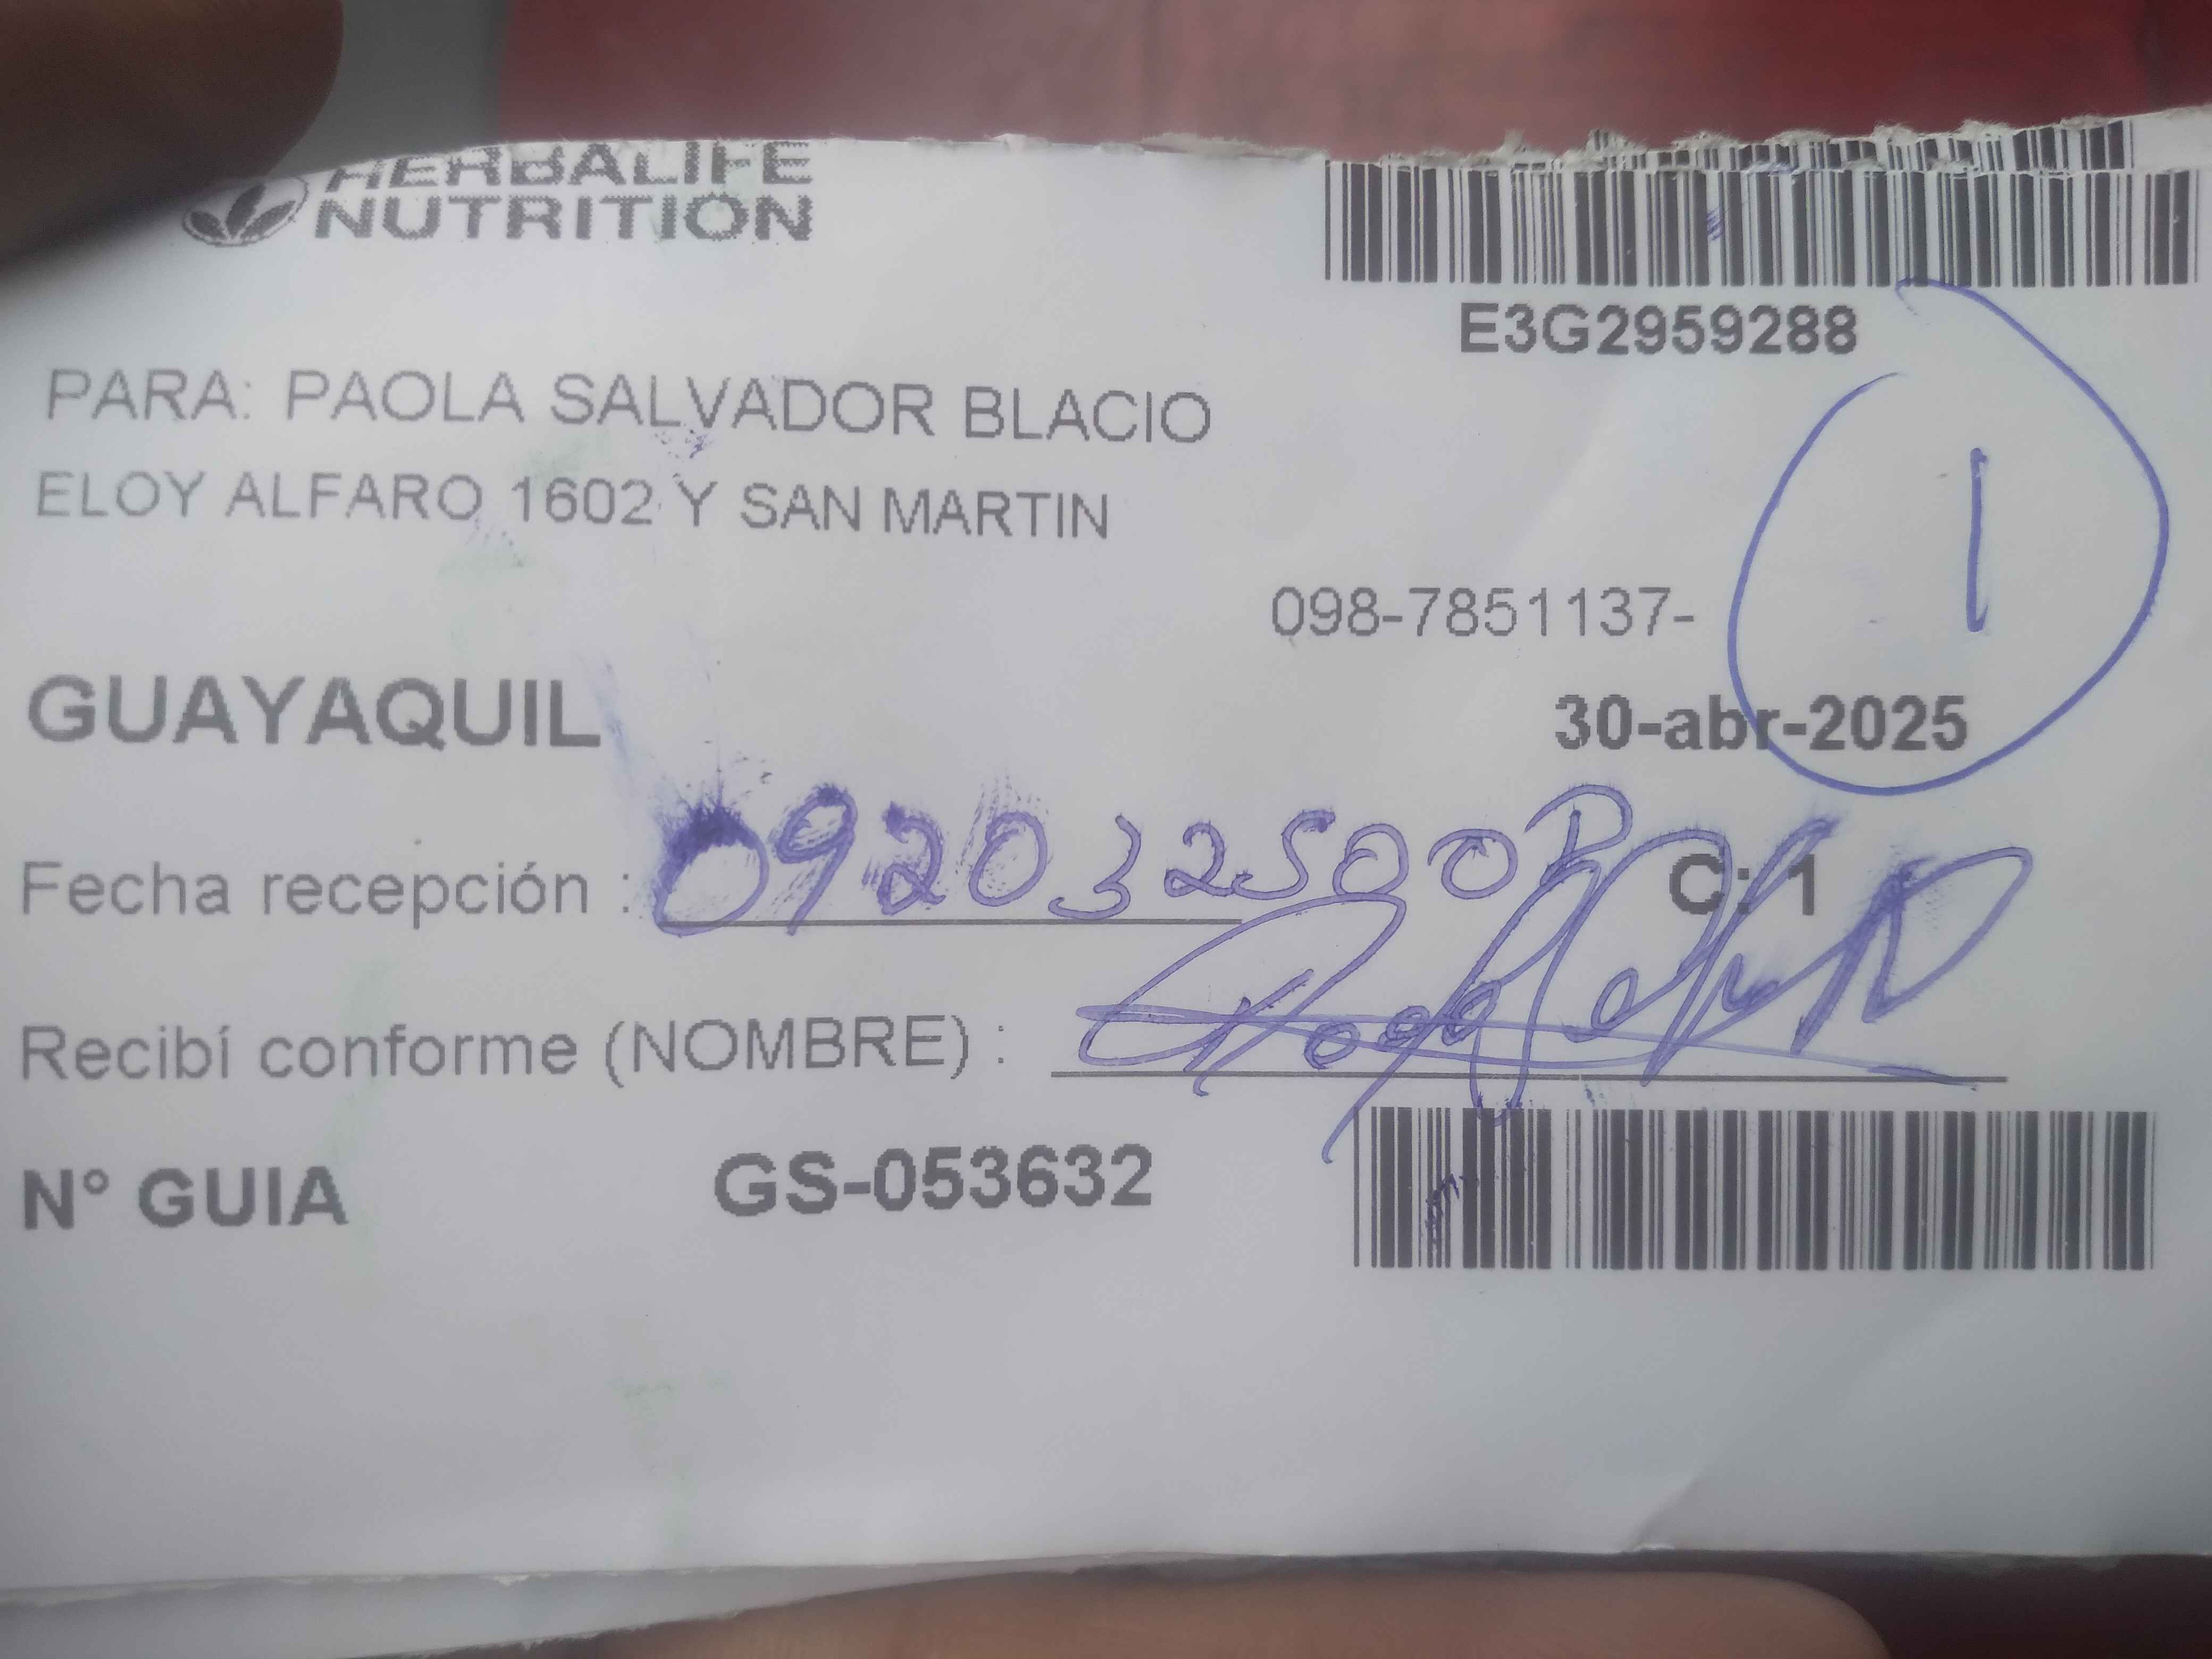 HERBALIFE
NUTRITION
E3G2959288
PARA: PAOLA SALVADOR BLACIO
ELOY ALFARO 1602 Y SAN MARTIN
1
098-7851137-
GUAYAQUIL
30-abr-2025
Fecha recepción : 092032500
C: 1
Recibí conforme (NOMBRE) :
N° GUIA GS-053632